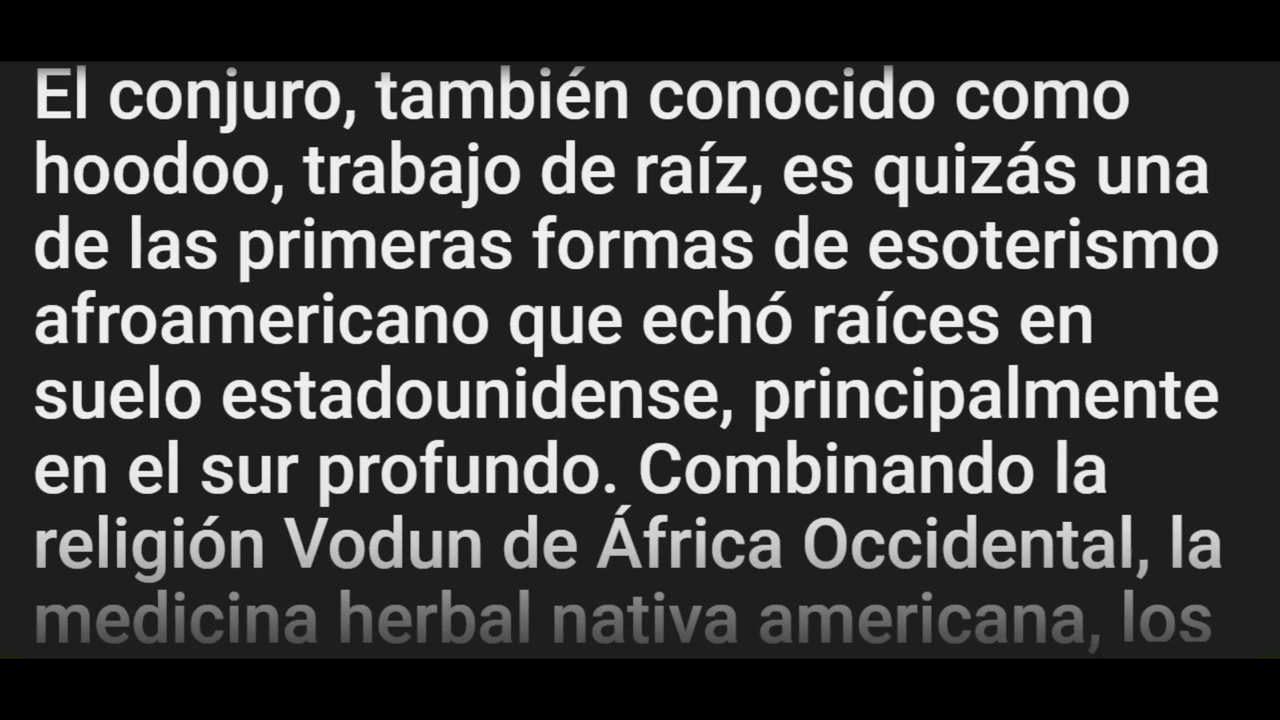 El conjuro, también conocido como
hoodoo, trabajo de raíz, es quizás una
de las primeras formas de esoterismo
afroamericano que echó raíces en
suelo estadounidense, principalmente
en el sur profundo. Combinando la
religión Vodun de África Occidental, la
medicina herbal nativa americana, los